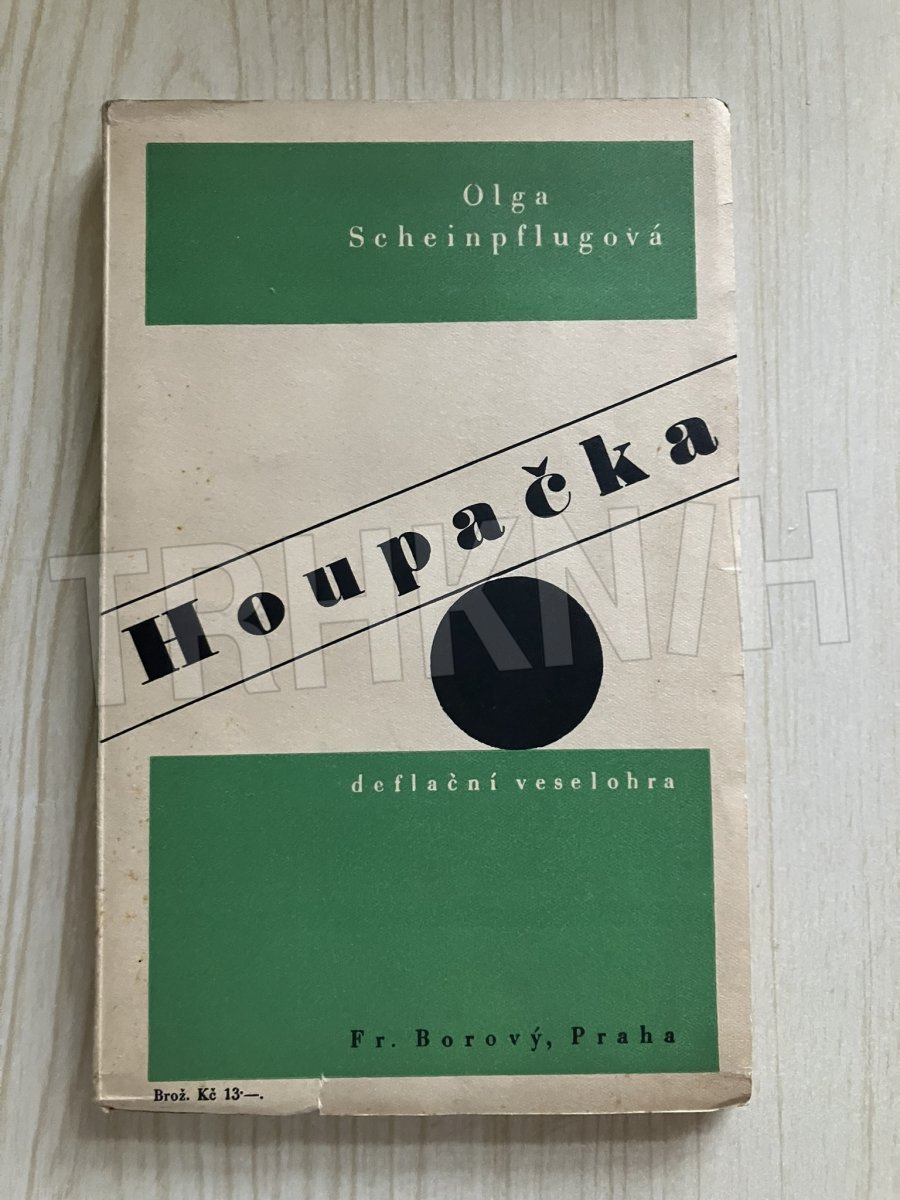 Olga
Scheinpflugová
Houpačka
deflační veselohra
Fr. Borový, Praha
Brož. Kč 13·—.
TRHKNIH